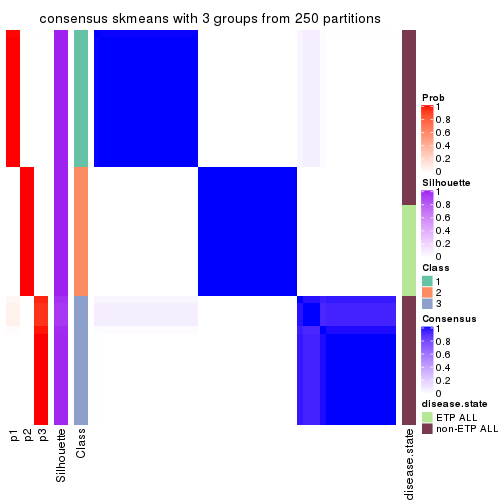 consensus skmeans with 3 groups from 250 partitions
Prob
1
0.8
0.6
0.4
0.2
0
Silhouette
1
0.8
0.6
0.4
0.2
0
Class
1
2
3
Consensus
1
0.8
0.6
0.4
0.2
0
disease.state
ETP ALL
non-ETP ALL
p1
p2
p3
Silhouette
Class
disease.state